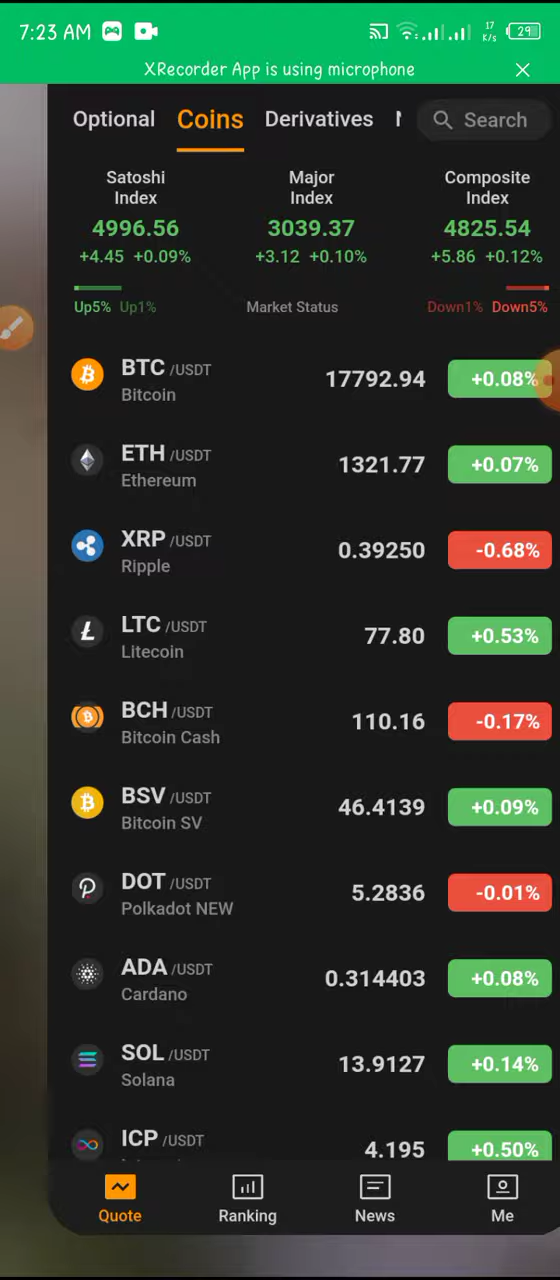 7:23 AM 17 K/s 29
XRecorder App is using microphone
Optional Coins Derivatives Search
Satoshi Index Major Index Composite Index
4996.56 3039.37 4825.54
+4.45 +0.09% +3.12 +0.10% +5.86 +0.12%
Up5% Up1% Market Status Down1% Down5%
BTC /USDT 17792.94 +0.08%
Bitcoin
ETH /USDT 1321.77 +0.07%
Ethereum
XRP /USDT 0.39250 -0.68%
Ripple
LTC /USDT 77.80 +0.53%
Litecoin
BCH /USDT 110.16 -0.17%
Bitcoin Cash
BSV /USDT 46.4139 +0.09%
Bitcoin SV
DOT /USDT 5.2836 -0.01%
Polkadot NEW
ADA /USDT 0.314403 +0.08%
Cardano
SOL /USDT 13.9127 +0.14%
Solana
ICP /USDT 4.195 +0.50%
Quote Ranking News Me